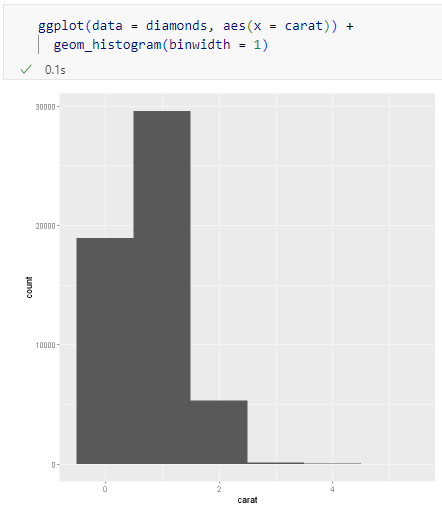 ggplot(data = diamonds, aes(x = carat)) +
geom_histogram(binwidth = 1)
0.1s
30000
20000
10000
0
count
0 2 4
carat